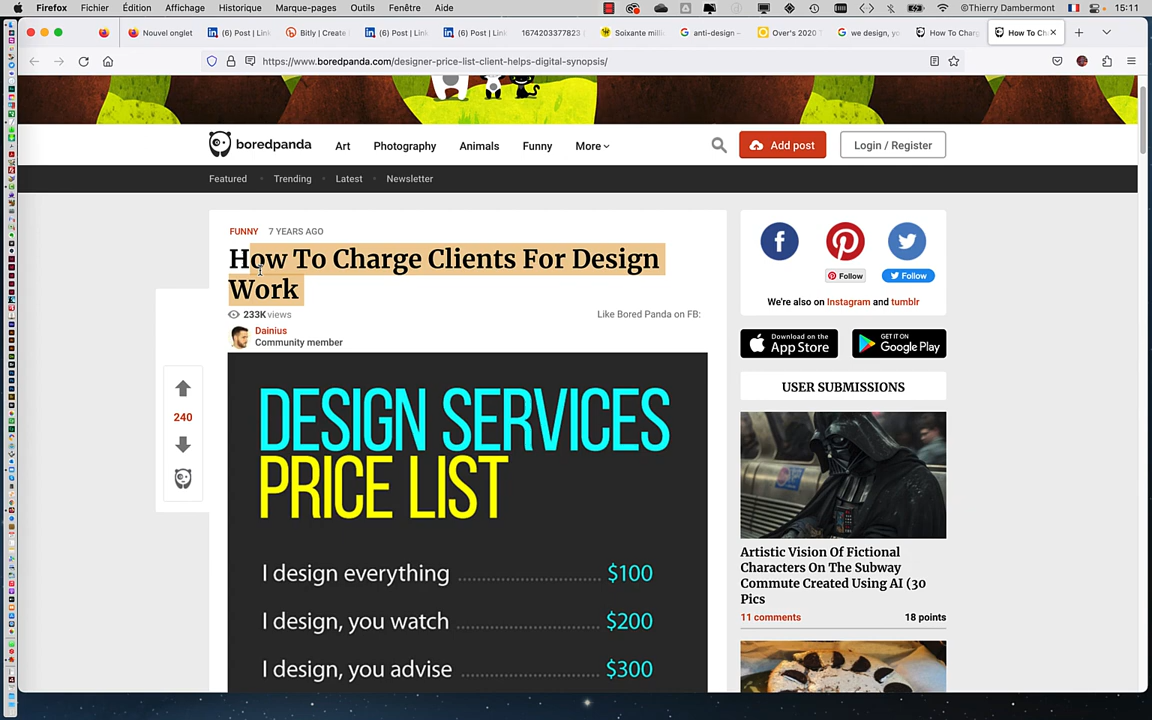 Firefox Fichier Édition Affichage Historique Marque-pages Outils Fenêtre Aide ©Thierry Dambermont 15:11
Nouvel onglet (6) Post | Link Bitly | Create (6) Post | Link (4) Post | Link 1674203377823 Soixante milli anti-design – Over's 2020 T we design, yo How To Charg How To Ch
https://www.boredpanda.com/designer-price-list-client-helps-digital-synopsis/
boredpanda Art Photography Animals Funny More Add post Login / Register
Featured Trending Latest Newsletter
FUNNY 7 YEARS AGO
How To Charge Clients For Design
Work
233K views Like Bored Panda on FB:
Dainius
Community member
240
DESIGN SERVICES
PRICE LIST
I design everything ............................... $100
I design, you watch ............................... $200
I design, you advise ............................... $300
Follow Follow
We're also on Instagram and tumblr
Download on the
App Store
GET IT ON
Google Play
USER SUBMISSIONS
Artistic Vision Of Fictional
Characters On The Subway
Commute Created Using AI (30
Pics
11 comments 18 points